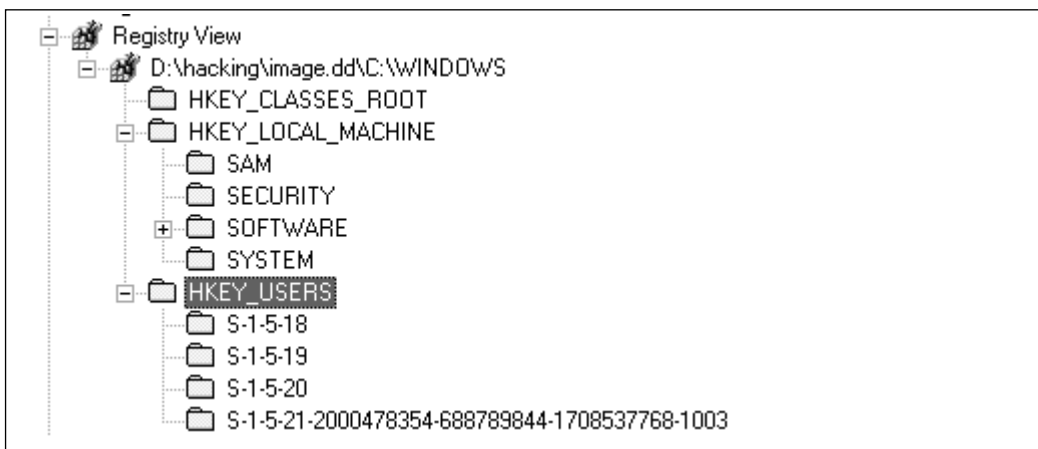 Registry View
D:\hacking\image.dd\C:\WINDOWS
HKEY_CLASSES_ROOT
HKEY_LOCAL_MACHINE
SAM
SECURITY
SOFTWARE
SYSTEM
HKEY_USERS
S-1-5-18
S-1-5-19
S-1-5-20
S-1-5-21-2000478354-688789844-1708537768-1003